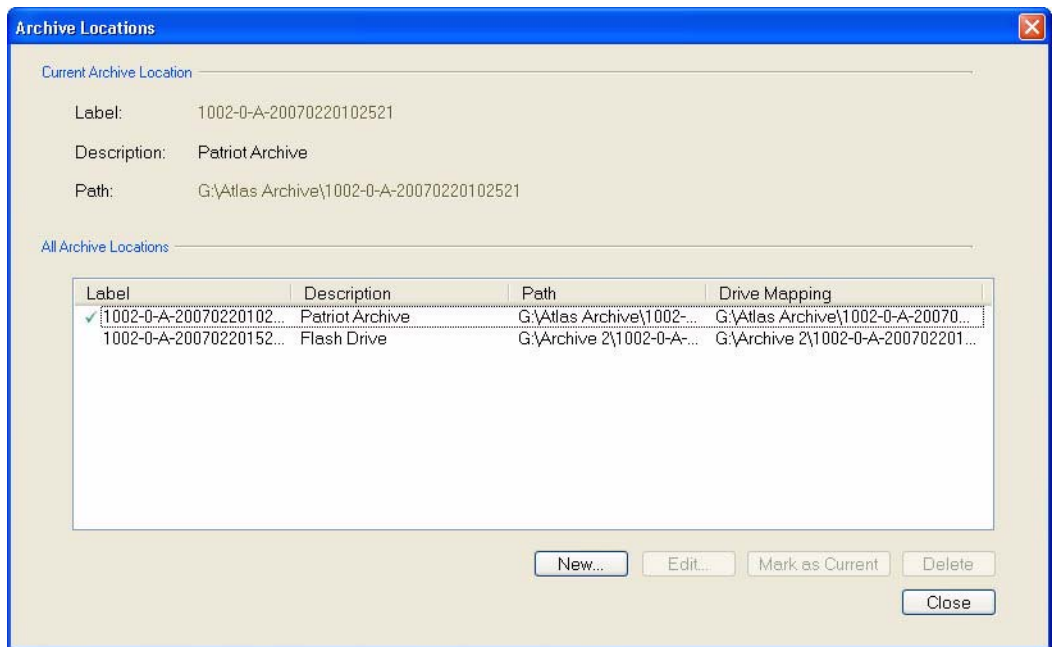 Archive Locations
Current Archive Location
Label: 1002-0-A-20070220102521
Description: Patriot Archive
Path: G:\Atlas Archive\1002-0-A-20070220102521
All Archive Locations
Label Description Path Drive Mapping
1002-0-A-20070220102... Patriot Archive G:\Atlas Archive\1002-... G:\Atlas Archive\1002-0-A-20070...
1002-0-A-20070220152... Flash Drive G:\Archive 2\1002-0-A-... G:\Archive 2\1002-0-A-200702201...
New... Edit... Mark as Current Delete
Close